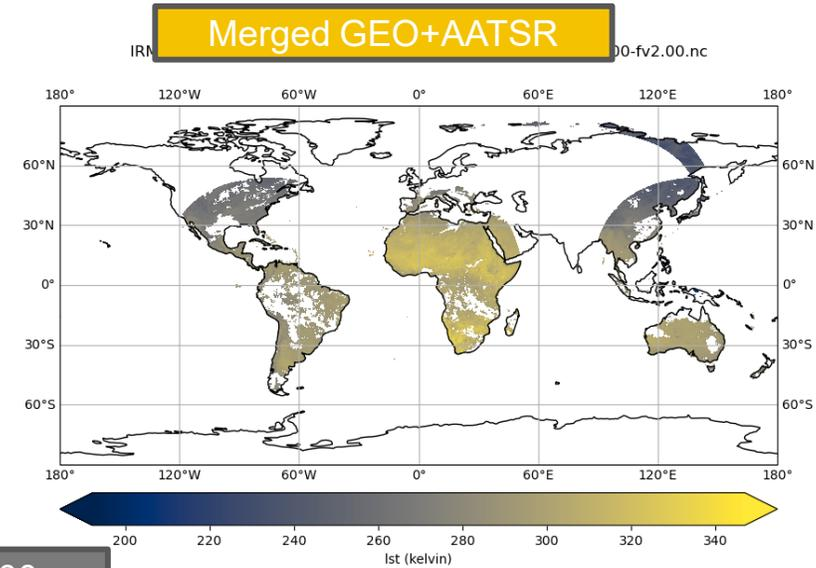 Merged GEO+AATSR
IRM 00-fv2.00.nc
180° 120°W 60°W 0° 60°E 120°E 180°
60°N 60°N
30°N 30°N
0° 0°
30°S 30°S
60°S 60°S
180° 120°W 60°W 0° 60°E 120°E 180°
200 220 240 260 280 300 320 340
lst (kelvin)